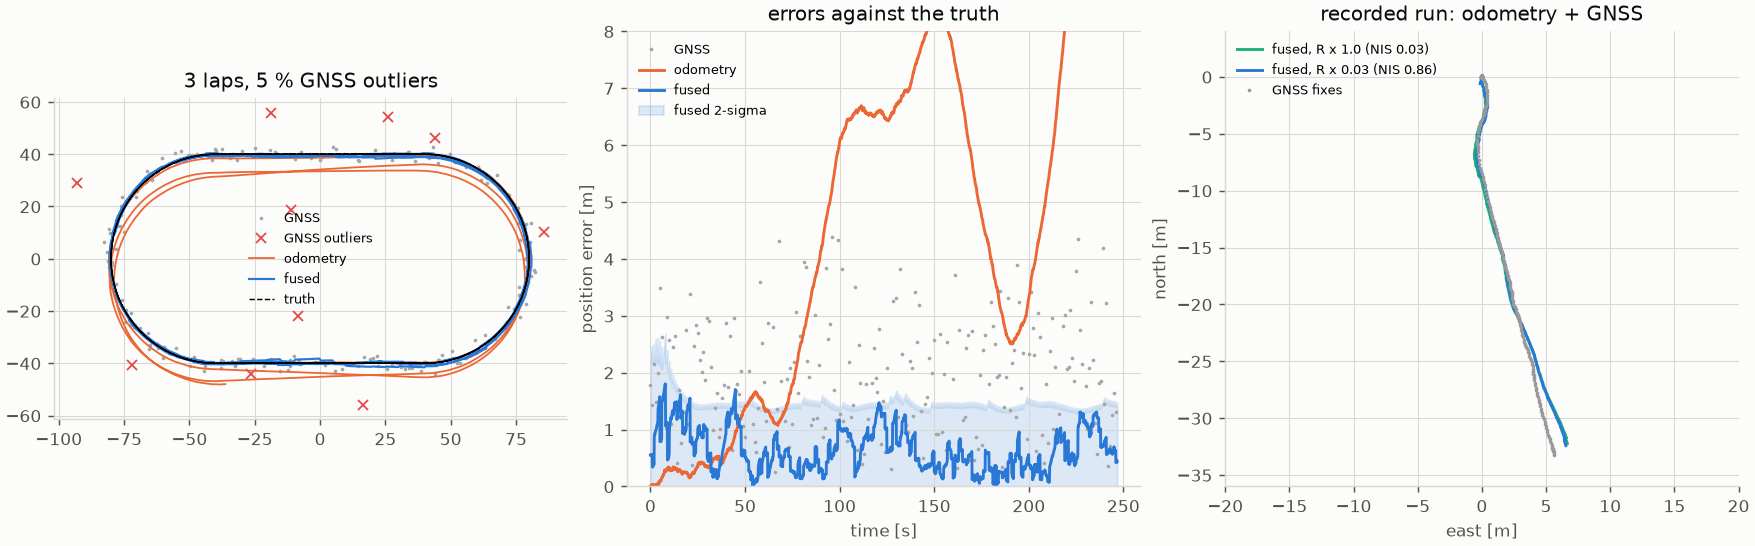 3 laps, 5 % GNSS outliers
60
40
20
0
−20
−40
−60
−100
−75
−50
−25
0
25
50
75
GNSS
GNSS outliers
odometry
fused
truth
errors against the truth
position error [m]
8
7
6
5
4
3
2
1
0
0
50
100
150
200
250
time [s]
GNSS
odometry
fused
fused 2-sigma
recorded run: odometry + GNSS
north [m]
0
−5
−10
−15
−20
−25
−30
−35
−20
−15
−10
−5
0
5
10
15
20
east [m]
fused, R x 1.0 (NIS 0.03)
fused, R x 0.03 (NIS 0.86)
GNSS fixes